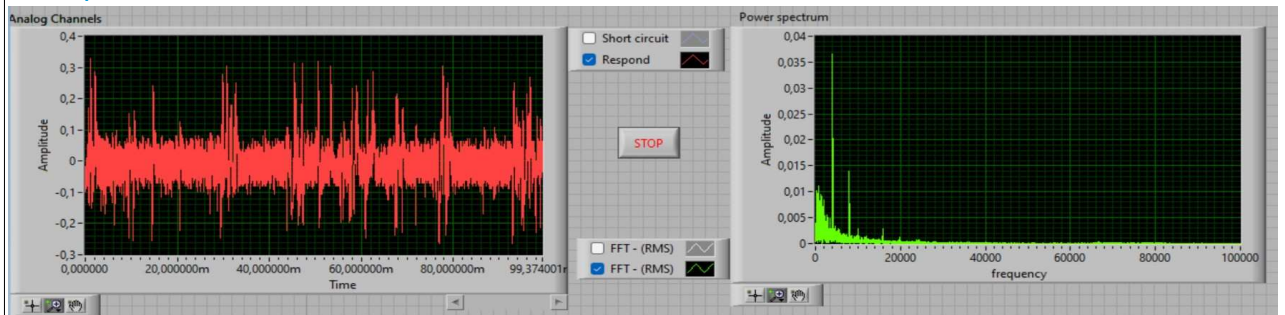 Analog Channels
0,4
0,3
0,2
0,1
0
-0,1
-0,2
-0,3
Amplitude
0,0000000
20,000000m
40,000000m
60,000000m
80,000000m
99,374001
Time
Short circuit
Respond
STOP
FFT - (RMS)
FFT - (RMS)
Power spectrum
0,04
0,035
0,03
0,025
0,02
0,015
0,01
0,005
0
Amplitude
0
20000
40000
60000
80000
100000
frequency